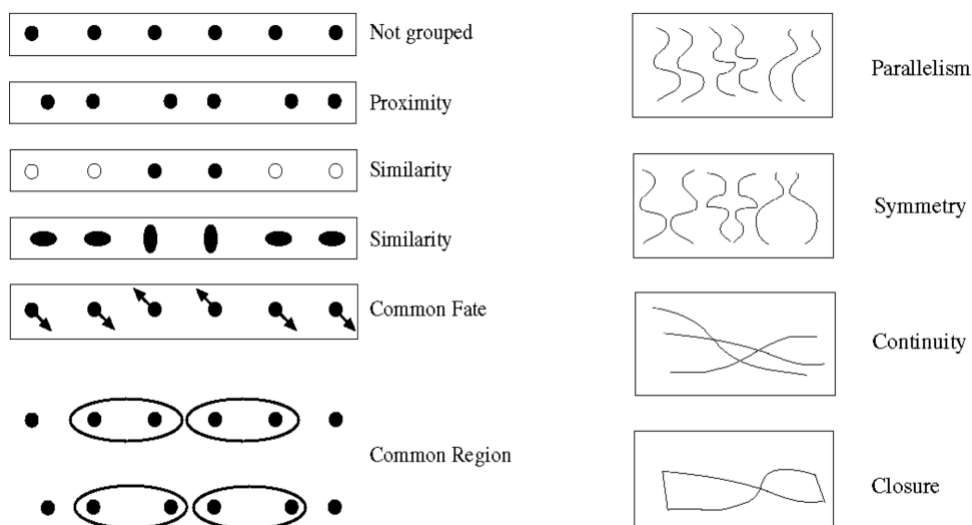 Not grouped
Proximity
Similarity
Similarity
Common Fate
Common Region
Parallelism
Symmetry
Continuity
Closure